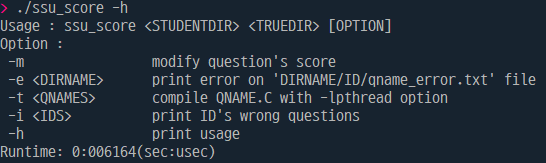 > ./ssu_score -h
Usage : ssu_score <STUDENTDIR> <TRUEDIR> [OPTION]
Option :
-m modify question's score
-e <DIRNAME> print error on 'DIRNAME/ID/qname_error.txt' file
-t <QNAMES> compile QNAME.C with -lpthread option
-i <IDS> print ID's wrong questions
-h print usage
Runtime: 0:006164(sec:usec)